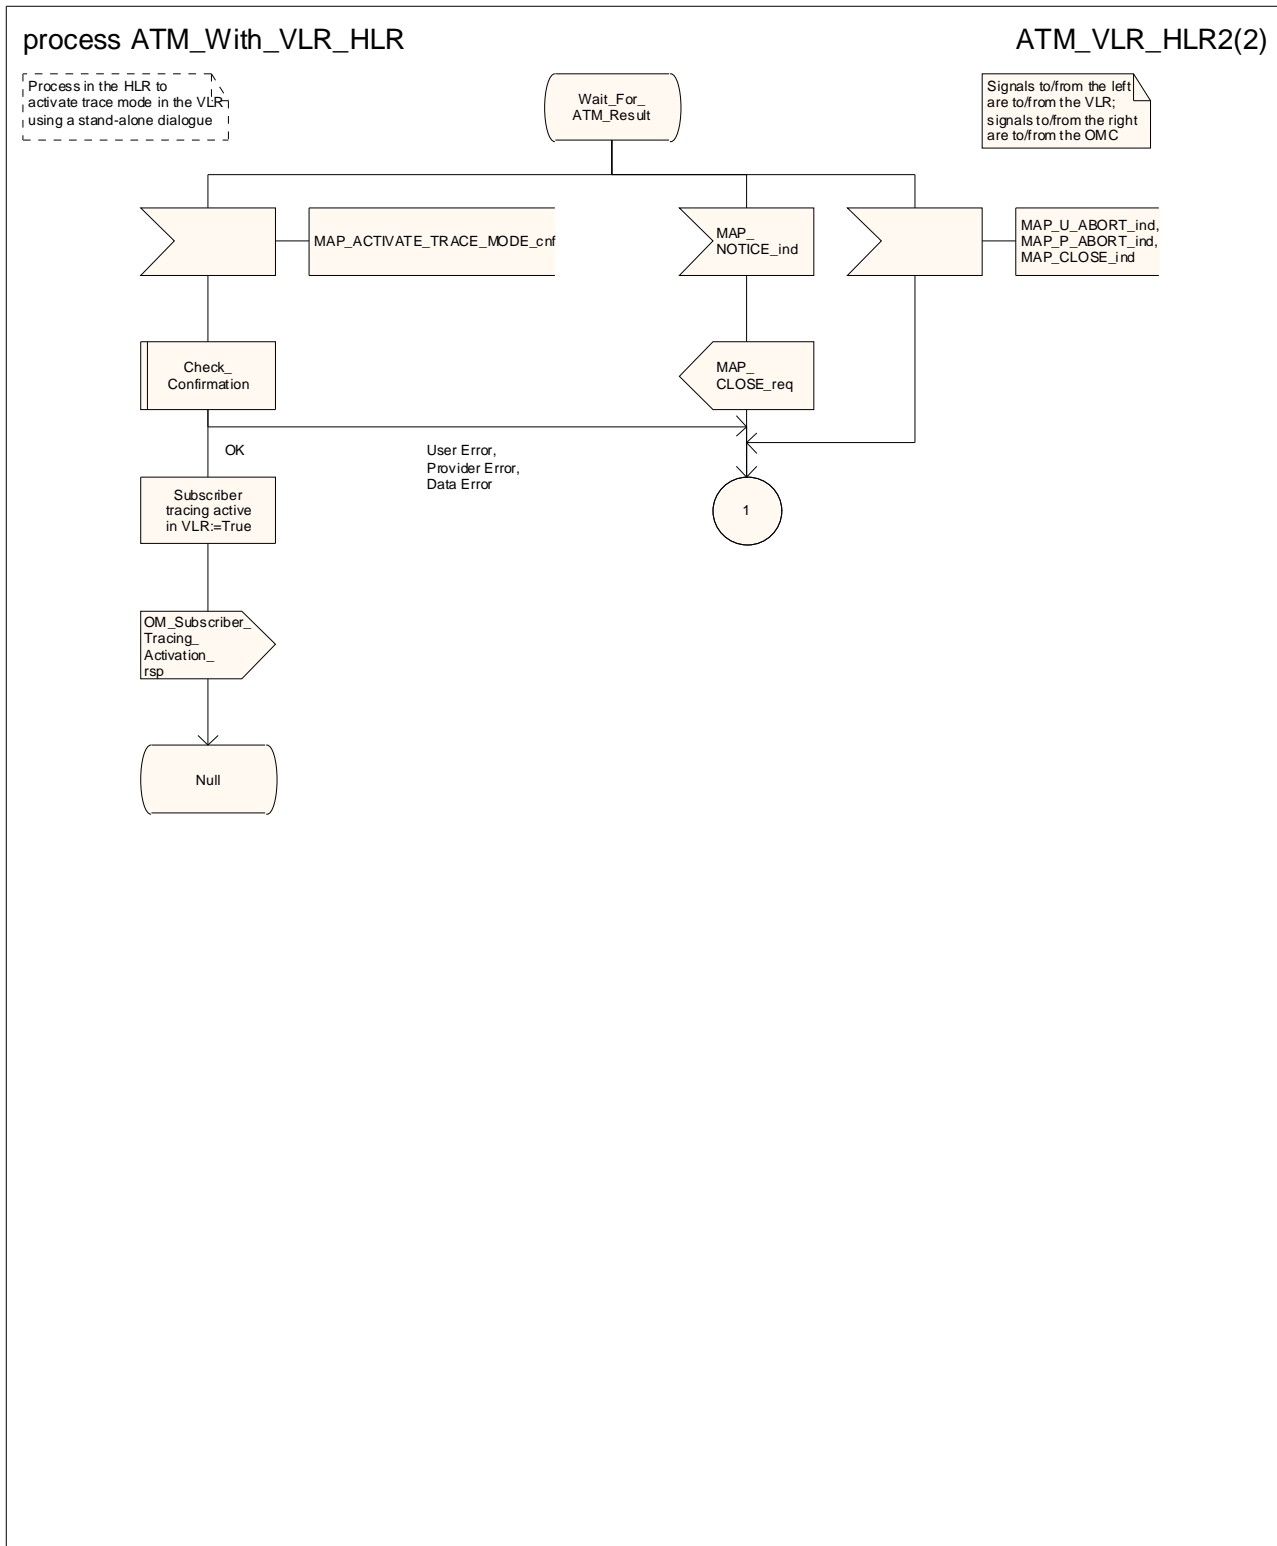 process ATM_With_VLR_HLR
ATM_VLR_HLR2(2)
Process in the HLR to
activate trace mode in the VLR
using a stand-alone dialogue
Wait_For_
ATM_Result
Signals to/from the left
are to/from the VLR;
signals to/from the right
are to/from the OMC
MAP_ACTIVATE_TRACE_MODE_cnf
MAP_
NOTICE_ind
MAP_U_ABORT_ind,
MAP_P_ABORT_ind,
MAP_CLOSE_ind
Check_
Confirmation
MAP_
CLOSE_req
OK
User Error,
Provider Error,
Data Error
Subscriber
tracing active
in VLR:=True
1
OM_Subscriber_
Tracing_
Activation_
rsp
Null